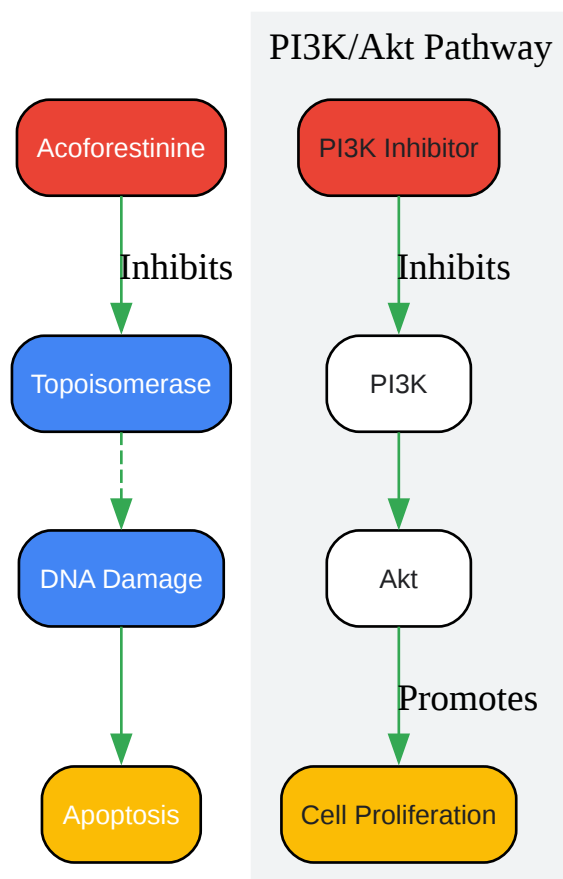 PI3K/Akt Pathway
Acoforestinine
PI3K Inhibitor
Inhibits
Inhibits
Topoisomerase
PI3K
DNA Damage
Akt
Promotes
Apoptosis
Cell Proliferation